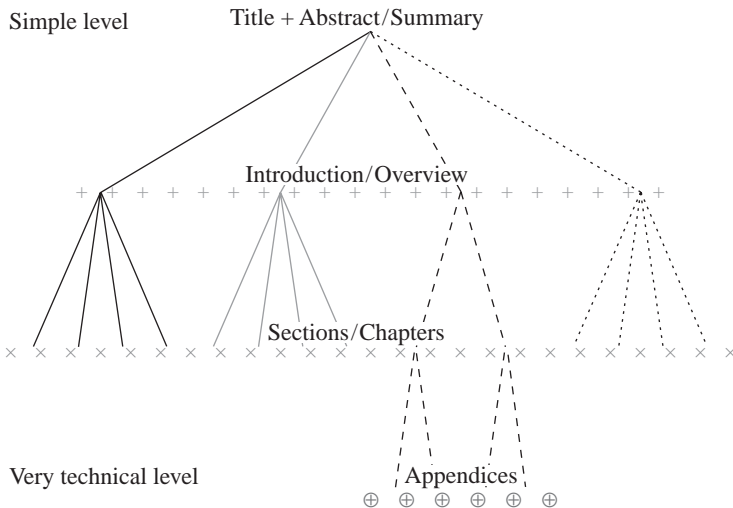 Simple level
Title + Abstract/Summary
Introduction/Overview
Sections/Chapters
Very technical level
Appendices